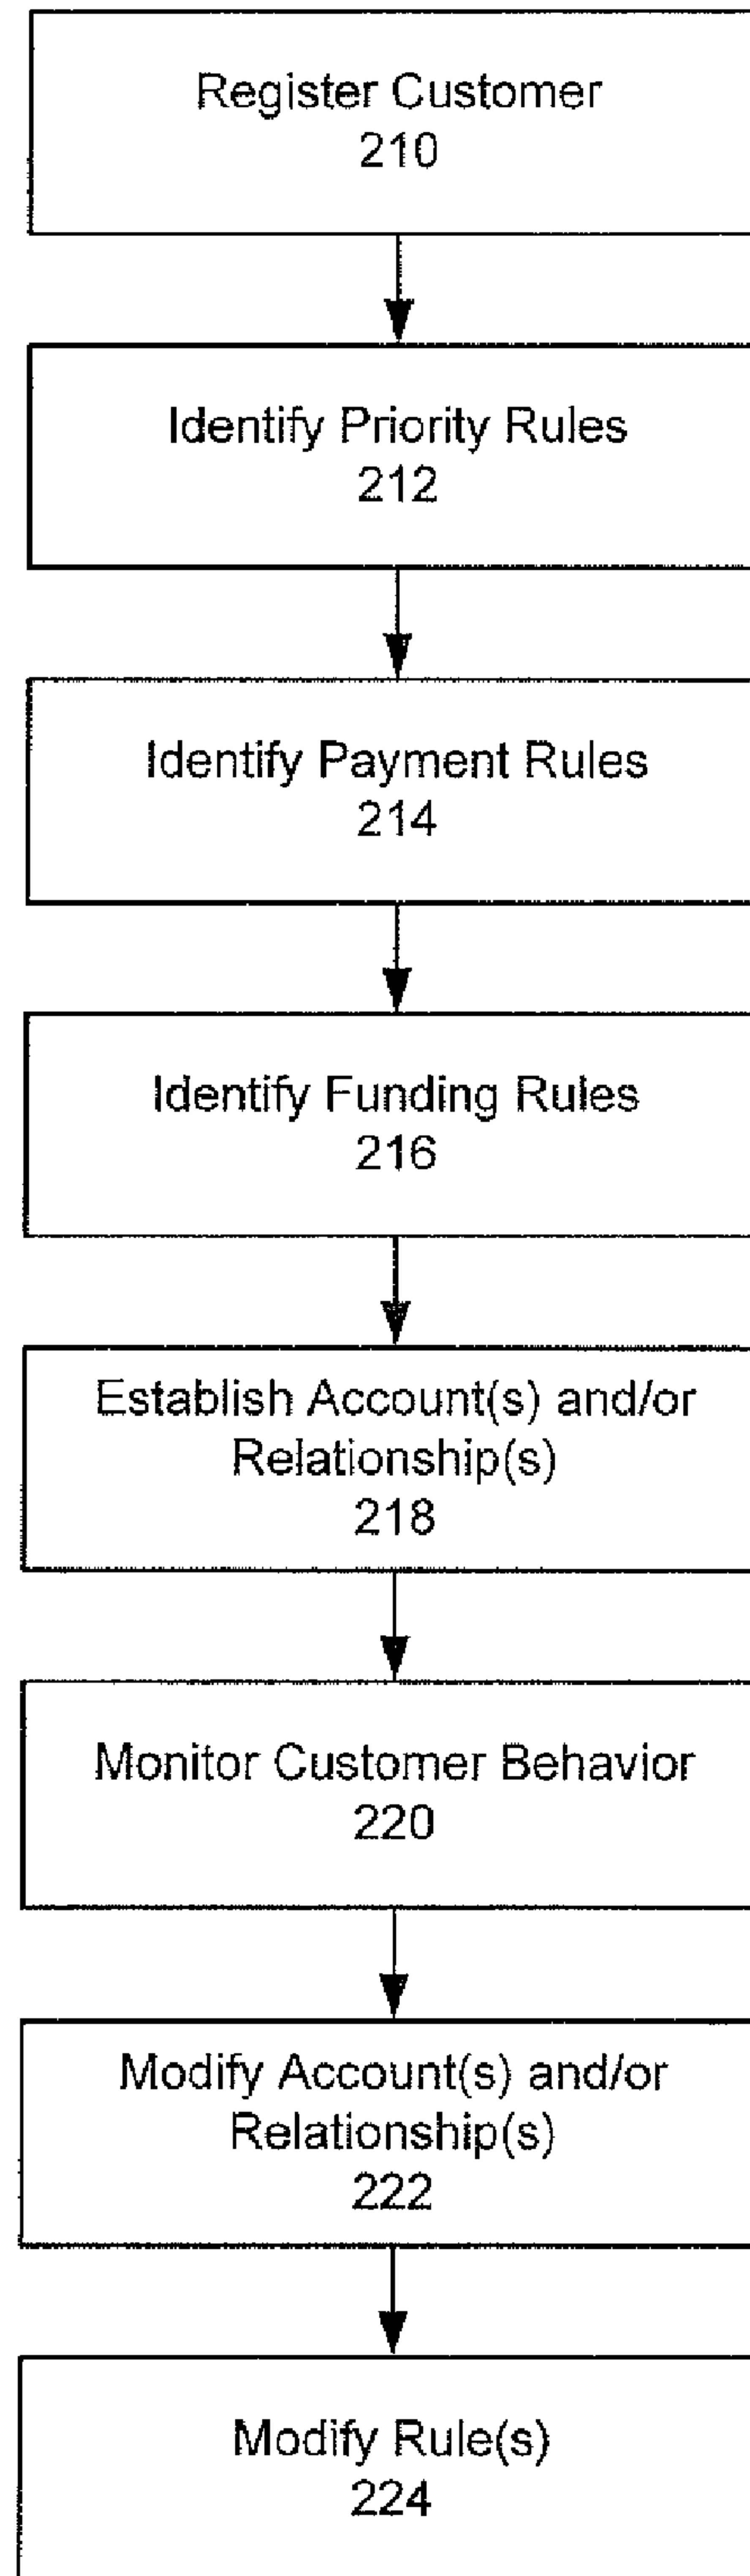 Register Customer
210
Identify Priority Rules
212
Identify Payment Rules
214
Identify Funding Rules
216
Establish Account(s) and/or
Relationship(s)
218
Monitor Customer Behavior
220
Modify Account(s) and/or
Relationship(s)
222
Modify Rule(s)
224